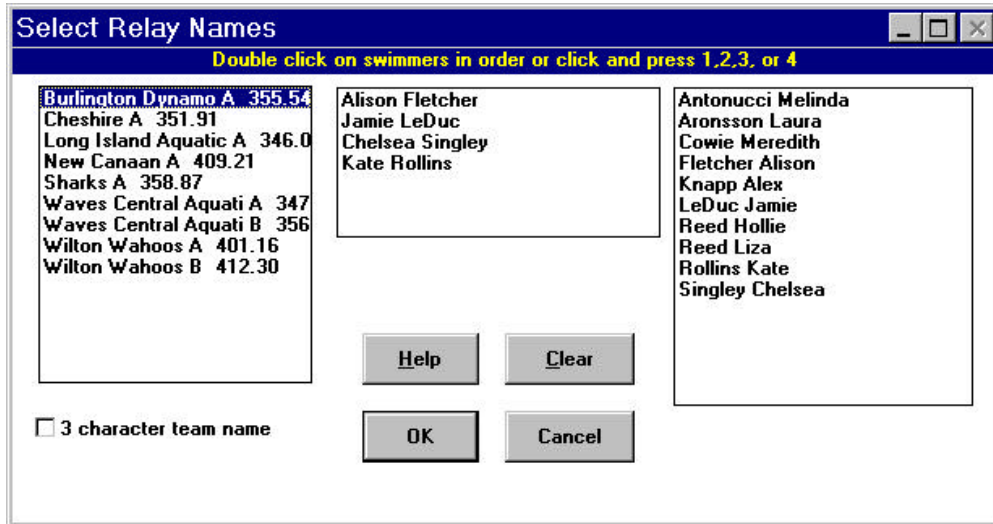 Select Relay Names
Double click on swimmers in order or click and press 1,2,3, or 4
Burlington Dynamo A 355.54
Cheshire A 351.91
Long Island Aquatic A 346.0
New Canaan A 409.21
Sharks A 358.87
Waves Central Aquati A 347
Waves Central Aquati B 356
Wilton Wahoos A 401.16
Wilton Wahoos B 412.30
3 character team name
Alison Fletcher
Jamie LeDuc
Chelsea Singley
Kate Rollins
Help
Clear
OK
Cancel
Antonucci Melinda
Aronsson Laura
Cowie Meredith
Fletcher Alison
Knapp Alex
LeDuc Jamie
Reed Hollie
Reed Liza
Rollins Kate
Singley Chelsea